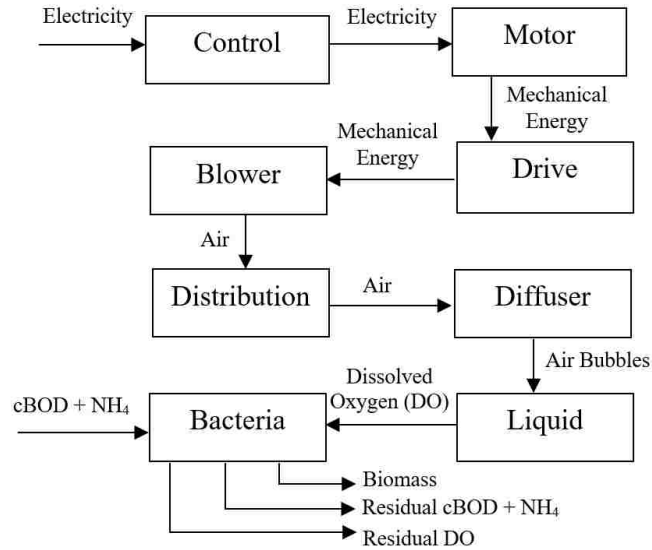 Electricity
Control
Electricity
Motor
Mechanical
Energy
Drive
Mechanical
Energy
Blower
Air
Distribution
Air
Diffuser
Air Bubbles
Liquid
Dissolved
Oxygen (DO)
cBOD + NH₄
Bacteria
Biomass
Residual cBOD + NH₄
Residual DO